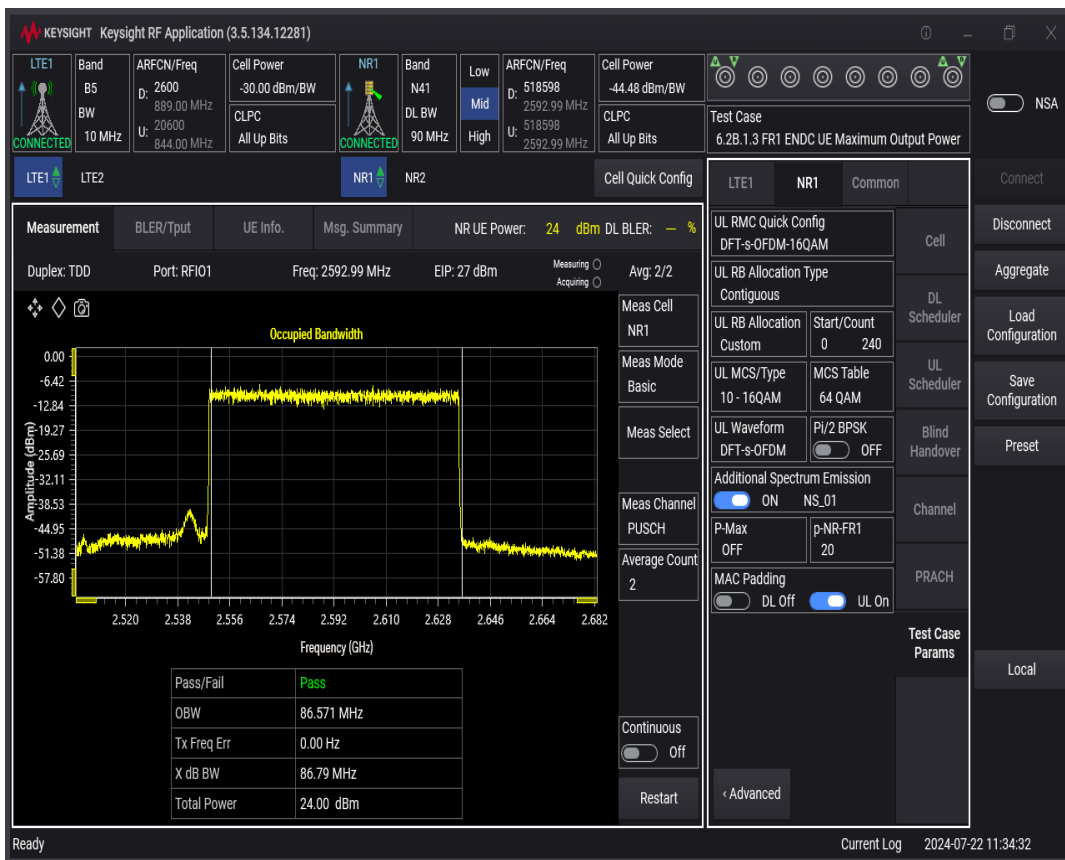 KEYSIGHT Keysight RF Application (3.5.134.12281)
LTE1
CONNECTED
Band
B5
BW
10 MHz
ARFCN/Freq
D: 2600
889.00 MHz
U: 20600
844.00 MHz
Cell Power
-30.00 dBm/BW
CLPC
All Up Bits
NR1
CONNECTED
Band
N41
DL BW
90 MHz
Low
Mid
High
ARFCN/Freq
D: 518598
2592.99 MHz
U: 518598
2592.99 MHz
Cell Power
-44.48 dBm/BW
CLPC
All Up Bits
Test Case
6.2B.1.3 FR1 ENDC UE Maximum Output Power
NSA
LTE1 LTE2 NR1 NR2 Cell Quick Config
Measurement BLER/Tput UE Info. Msg. Summary NR UE Power: 24 dBm DL BLER: — %
Duplex: TDD Port: RFIO1 Freq: 2592.99 MHz EIP: 27 dBm Measuring Acquiring Avg: 2/2
Occupied Bandwidth
Amplitude (dBm)
0.00
-6.42
-12.84
-19.27
-25.69
-32.11
-38.53
-44.95
-51.38
-57.80
2.520 2.538 2.556 2.574 2.592 2.610 2.628 2.646 2.664 2.682
Frequency (GHz)
Pass/Fail Pass
OBW 86.571 MHz
Tx Freq Err 0.00 Hz
X dB BW 86.79 MHz
Total Power 24.00 dBm
Meas Cell
NR1
Meas Mode
Basic
Meas Select
Meas Channel
PUSCH
Average Count
2
Continuous
Off
Restart
LTE1 NR1 Common
UL RMC Quick Config
DFT-s-OFDM-16QAM
UL RB Allocation Type
Contiguous
UL RB Allocation Start/Count
Custom 0 240
UL MCS/Type MCS Table
10 - 16QAM 64 QAM
UL Waveform Pi/2 BPSK
DFT-s-OFDM OFF
Additional Spectrum Emission
ON NS_01
P-Max p-NR-FR1
OFF 20
MAC Padding
DL Off UL On
‹ Advanced
Cell
DL
Scheduler
UL
Scheduler
Blind
Handover
Channel
PRACH
Test Case
Params
Connect
Disconnect
Aggregate
Load
Configuration
Save
Configuration
Preset
Local
Ready Current Log 2024-07-22 11:34:32